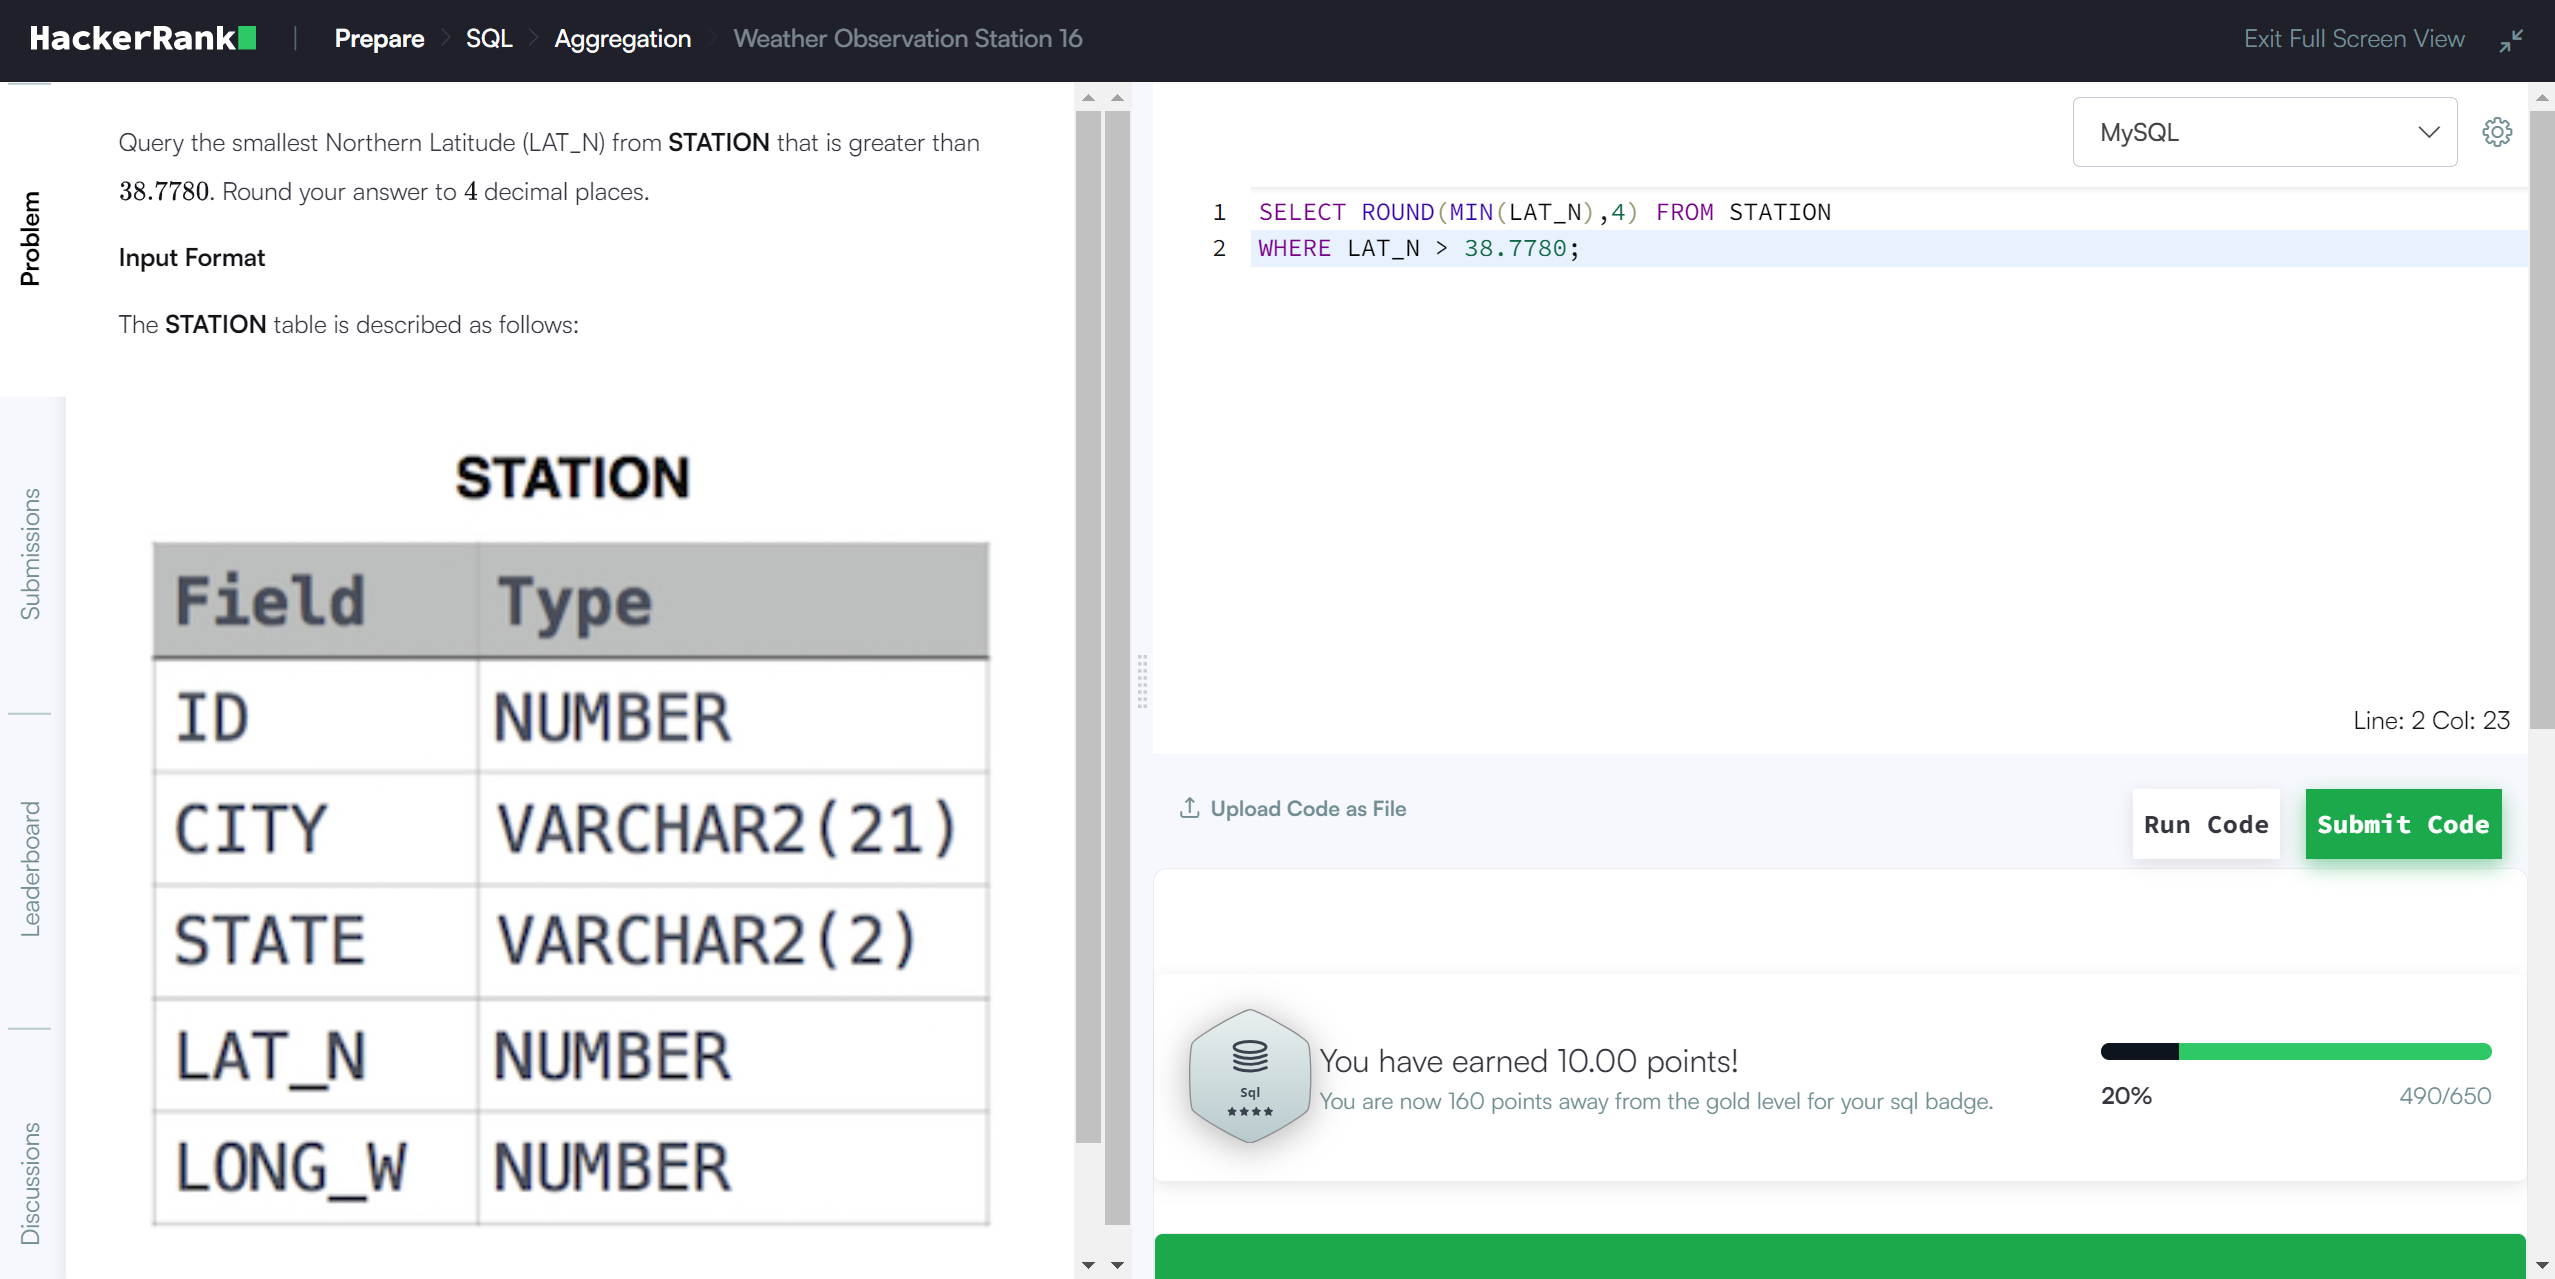 HackerRank | Prepare SQL Aggregation Weather Observation Station 16 Exit Full Screen View
Problem
Submissions
Leaderboard
Discussions
Query the smallest Northern Latitude (LAT_N) from STATION that is greater than
38.7780. Round your answer to 4 decimal places.
Input Format
The STATION table is described as follows:
STATION
Field Type
ID NUMBER
CITY VARCHAR2(21)
STATE VARCHAR2(2)
LAT_N NUMBER
LONG_W NUMBER
MySQL
1 SELECT ROUND(MIN(LAT_N),4) FROM STATION
2 WHERE LAT_N > 38.7780;
Line: 2 Col: 23
Upload Code as File
Run Code
Submit Code
Sql
You have earned 10.00 points!
You are now 160 points away from the gold level for your sql badge.
20% 490/650